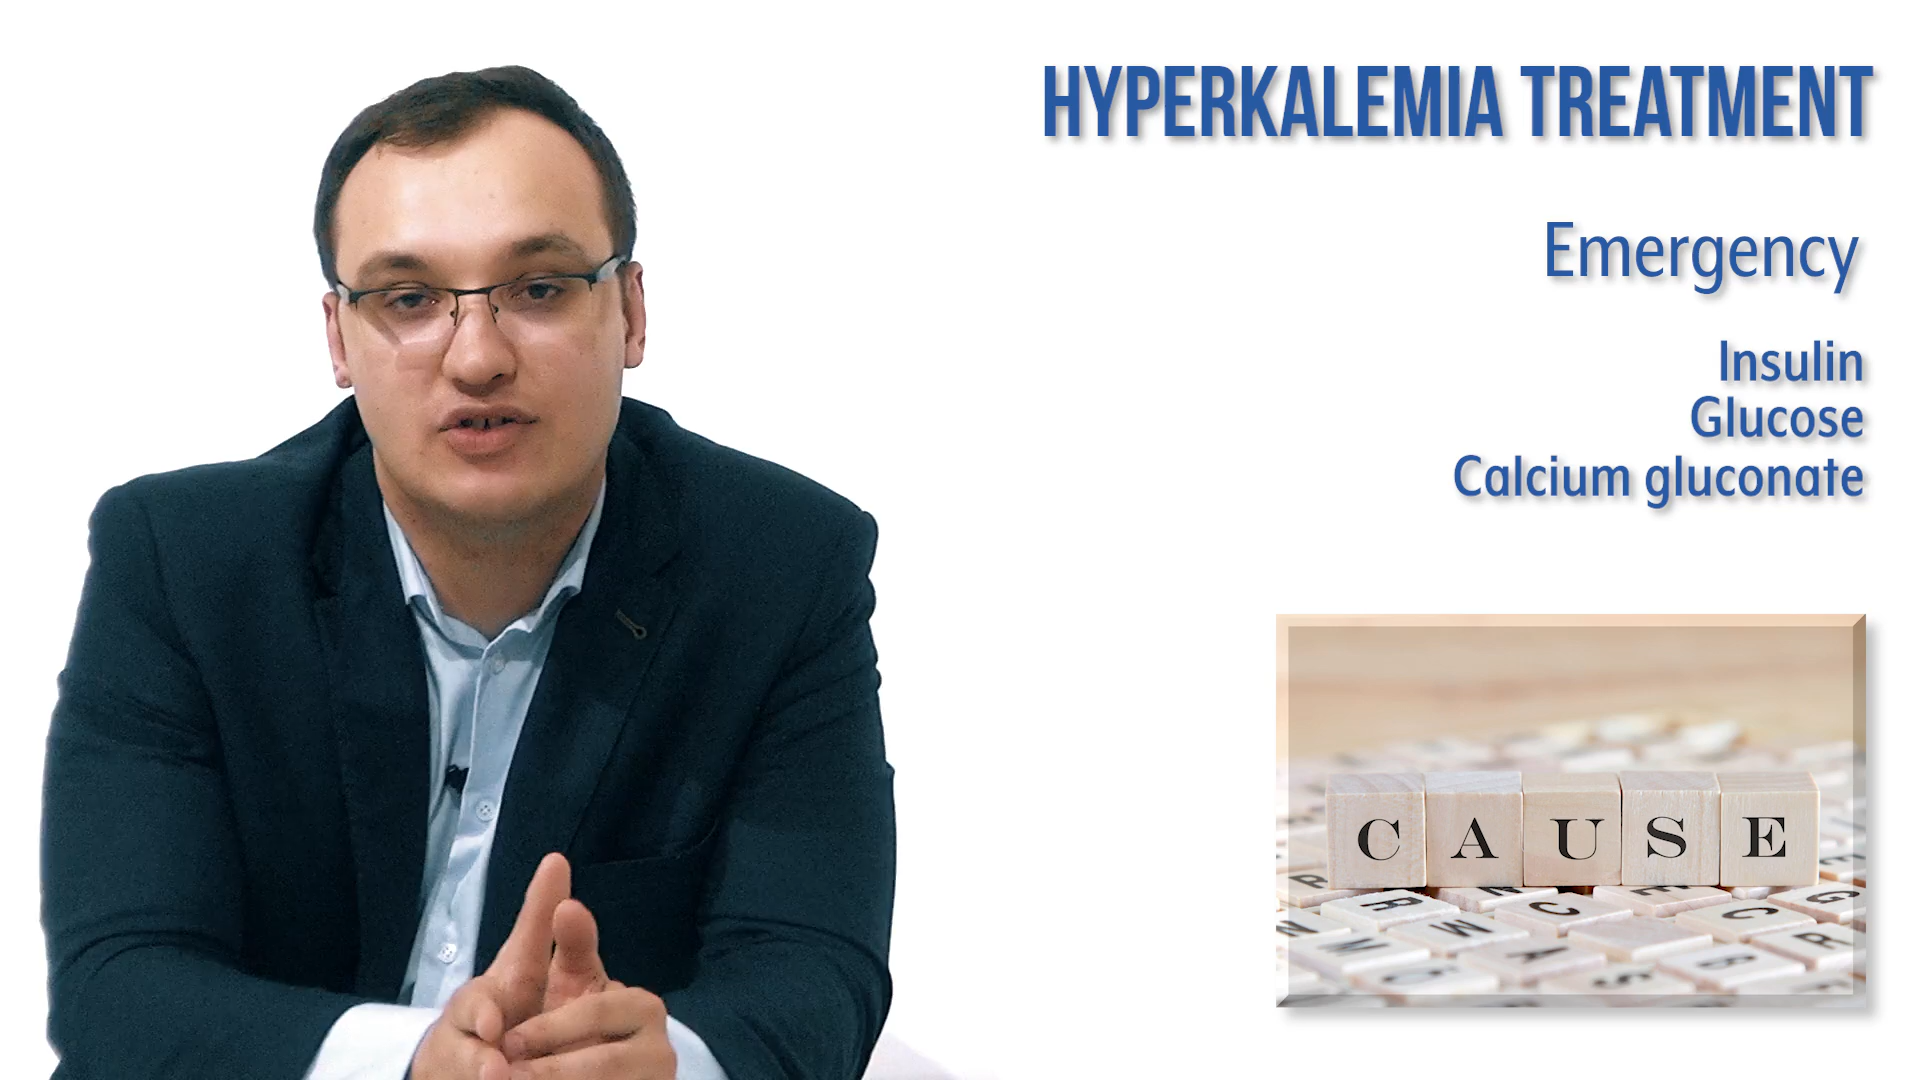 HYPERKALEMIA TREATMENT
Emergency
Insulin
Glucose
Calcium gluconate
CAUSE